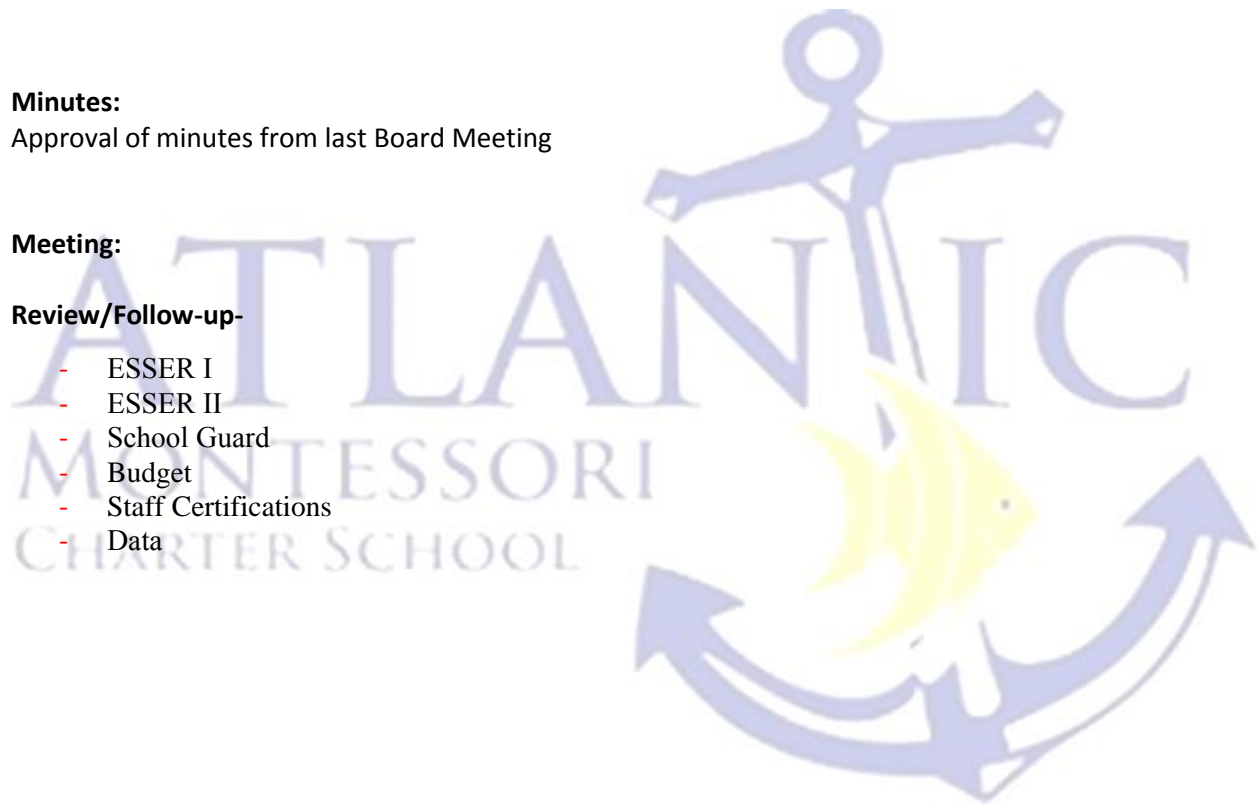 Minutes:
Approval of minutes from last Board Meeting
Meeting:
Review/Follow-up-
- ESSER I
- ESSER II
- School Guard
- Budget
- Staff Certifications
- Data
ATLANTIC
MONTESSORI
CHARTER SCHOOL